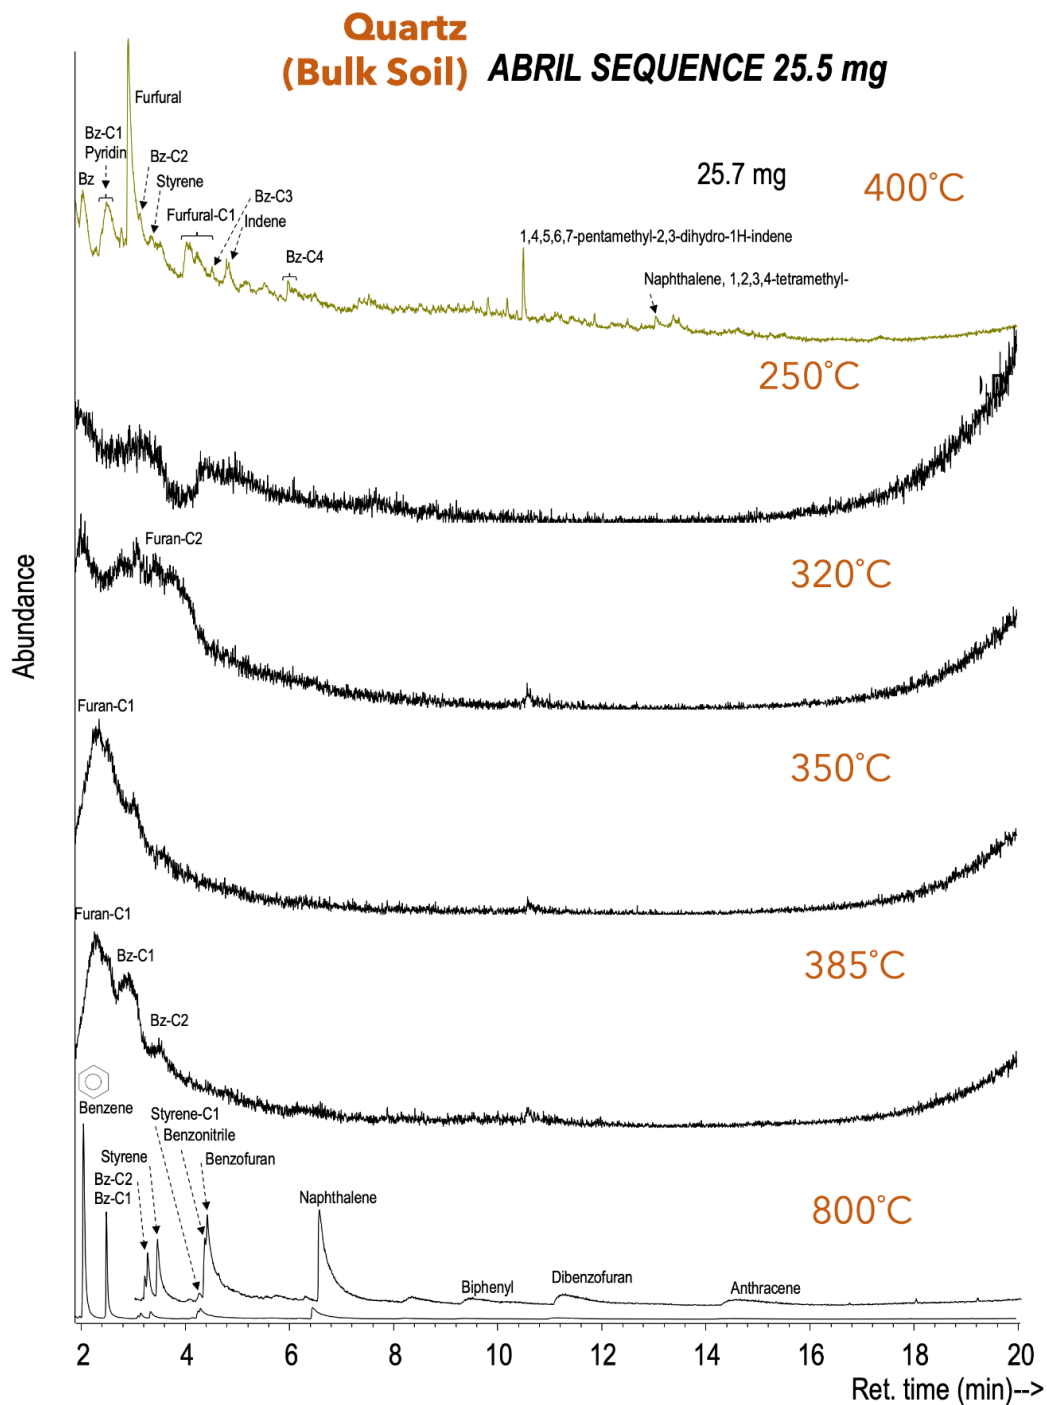 Quartz
(Bulk Soil)
ABRIL SEQUENCE 25.5 mg
Furfural
Bz-C1
Pyridin
Bz
Bz-C2
Styrene
25.7 mg
400°C
Bz-C3
Furfural-C1
Indene
1,4,5,6,7-pentamethyl-2,3-dihydro-1H-indene
Bz-C4
Naphthalene, 1,2,3,4-tetramethyl-
250°C
Furan-C2
320°C
Abundance
Furan-C1
350°C
Furan-C1
Bz-C1
385°C
Bz-C2
Benzene
Styrene-C1
Benzonitrile
Styrene
Benzofuran
Bz-C2
Bz-C1
Naphthalene
800°C
Biphenyl
Dibenzofuran
Anthracene
2 4 6 8 10 12 14 16 18 20
Ret. time (min)-->